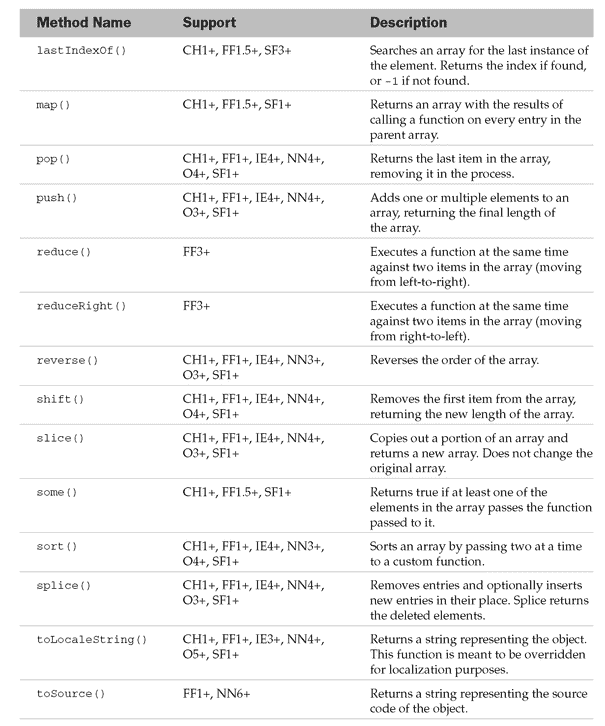 Method Name Support Description
lastIndexOf() CH1+, FF1.5+, SF3+ Searches an array for the last instance of
the element. Returns the index if found,
or -1 if not found.
map() CH1+, FF1.5+, SF1+ Returns an array with the results of
calling a function on every entry in the
parent array.
pop() CH1+, FF1+, IE4+, NN4+, Returns the last item in the array,
O4+, SF1+ removing it in the process.
push() CH1+, FF1+, IE4+, NN4+, Adds one or multiple elements to an
O3+, SF1+ array, returning the final length of
the array.
reduce() FF3+ Executes a function at the same time
against two items in the array (moving
from left-to-right).
reduceRight() FF3+ Executes a function at the same time
against two items in the array (moving
from right-to-left).
reverse() CH1+, FF1+, IE4+, NN3+, Reverses the order of the array.
O3+, SF1+
shift() CH1+, FF1+, IE4+, NN4+, Removes the first item from the array,
O4+, SF1+ returning the new length of the array.
slice() CH1+, FF1+, IE4+, NN4+, Copies out a portion of an array and
O3+, SF1+ returns a new array. Does not change the
original array.
some() CH1+, FF1.5+, SF1+ Returns true if at least one of the
elements in the array passes the function
passed to it.
sort() CH1+, FF1+, IE4+, NN3+, Sorts an array by passing two at a time
O4+, SF1+ to a custom function.
splice() CH1+, FF1+, IE4+, NN4+, Removes entries and optionally inserts
O3+, SF1+ new entries in their place. Splice returns
the deleted elements.
toLocaleString() CH1+, FF1+, IE3+, NN4+, Returns a string representing the object.
O5+, SF1+ This function is meant to be overridden
for localization purposes.
toSource() FF1+, NN6+ Returns a string representing the source
code of the object.